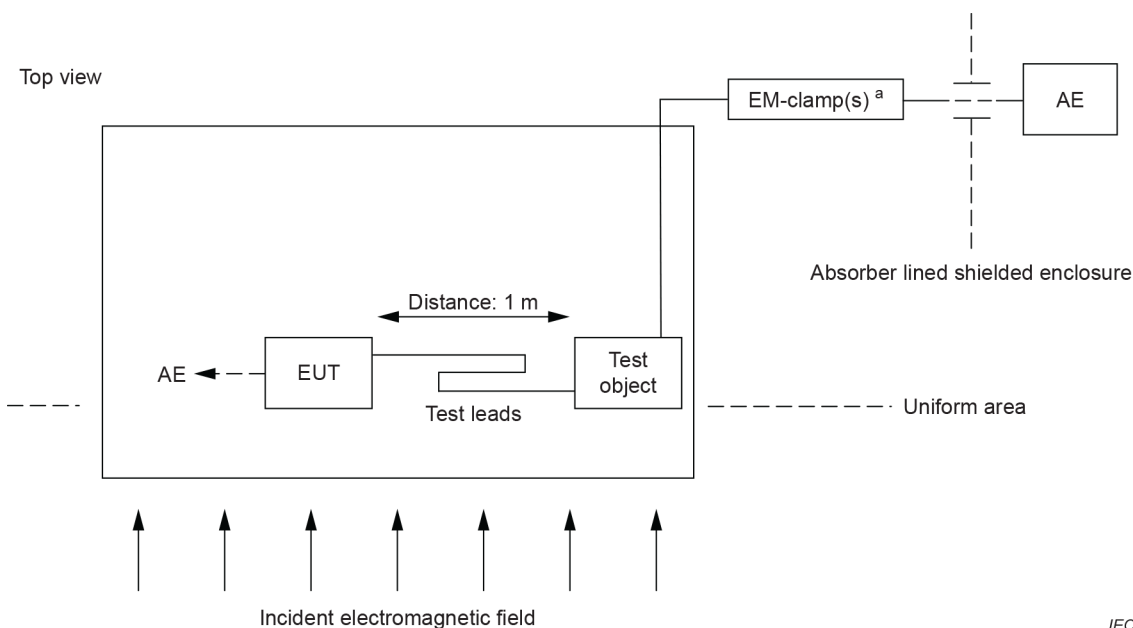 Top view
EM-clamp(s) a
AE
Absorber lined shielded enclosure
Distance: 1 m
AE
EUT
Test
object
Test leads
Uniform area
Incident electromagnetic field
IEC